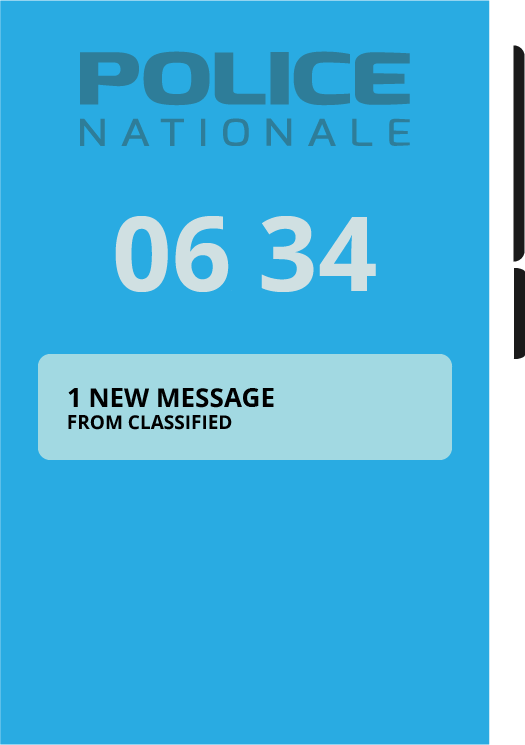 POLICE
NATIONALE
06 34
1 NEW MESSAGE
FROM CLASSIFIED